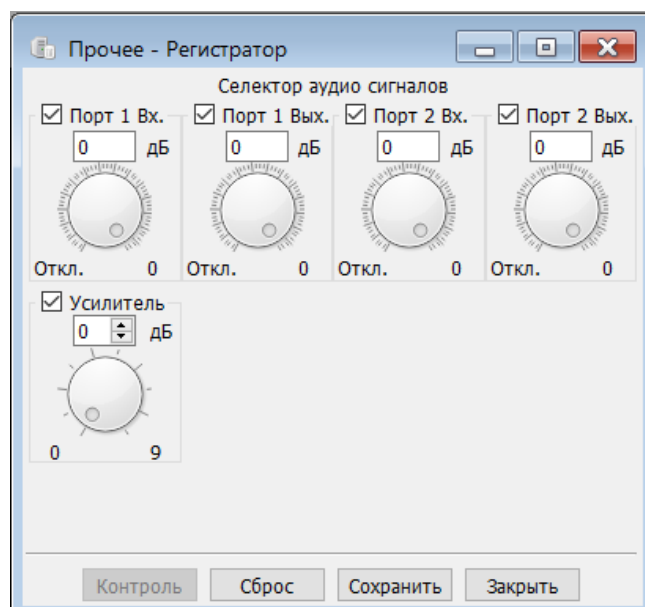 Прочее - Регистратор
Селектор аудио сигналов
Порт 1 Вх. Порт 1 Вых. Порт 2 Вх. Порт 2 Вых.
0 дБ 0 дБ 0 дБ 0 дБ
Откл. 0 Откл. 0 Откл. 0 Откл. 0
Усилитель
0 дБ
0 9
Контроль Сброс Сохранить Закрыть